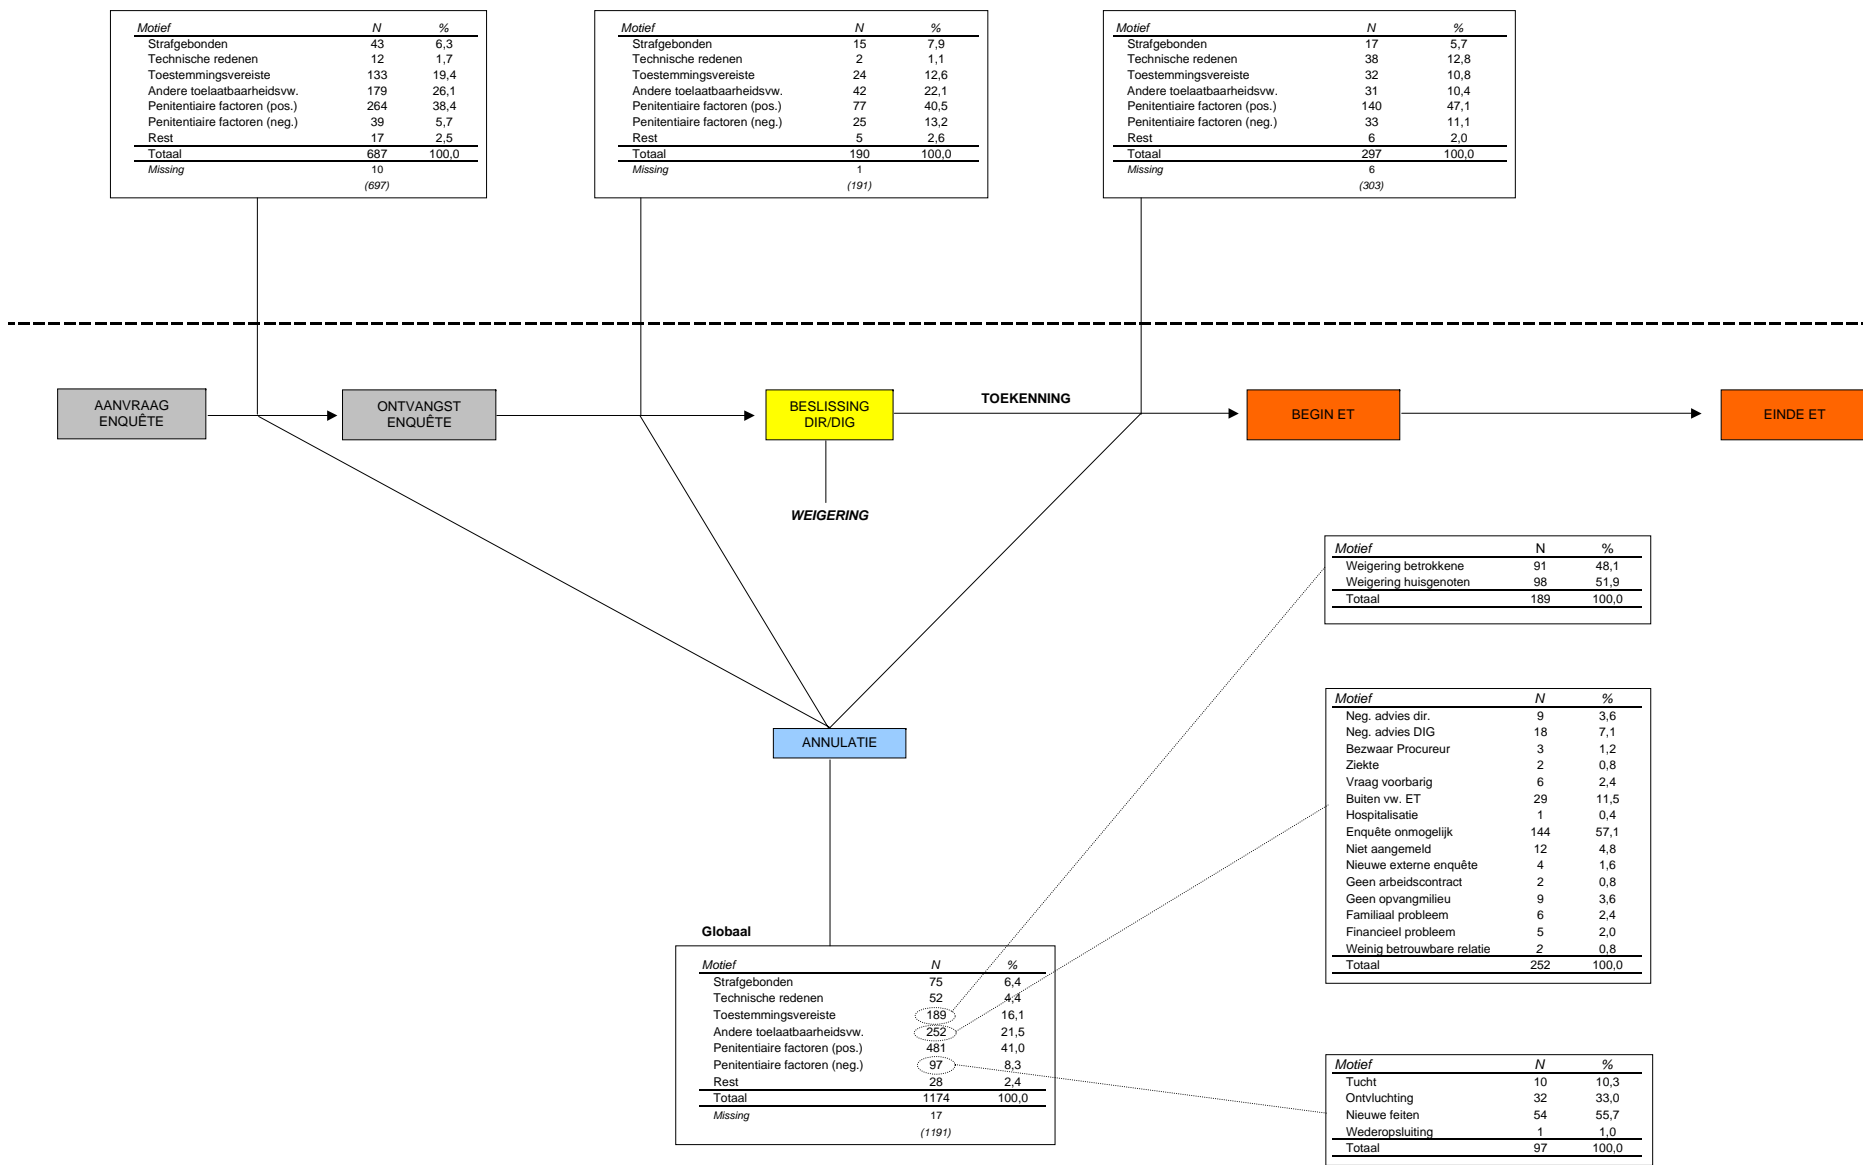 Motief N %
Strafgebonden 43 6,3
Technische redenen 12 1,7
Toestemmingsvereiste 133 19,4
Andere toelaatbaarheidsvw. 179 26,1
Penitentiaire factoren (pos.) 264 38,4
Penitentiaire factoren (neg.) 39 5,7
Rest 17 2,5
Totaal 687 100,0
Missing 10
(697)
Motief N %
Strafgebonden 15 7,9
Technische redenen 2 1,1
Toestemmingsvereiste 24 12,6
Andere toelaatbaarheidsvw. 42 22,1
Penitentiaire factoren (pos.) 77 40,5
Penitentiaire factoren (neg.) 25 13,2
Rest 5 2,6
Totaal 190 100,0
Missing 1
(191)
Motief N %
Strafgebonden 17 5,7
Technische redenen 38 12,8
Toestemmingsvereiste 32 10,8
Andere toelaatbaarheidsvw. 31 10,4
Penitentiaire factoren (pos.) 140 47,1
Penitentiaire factoren (neg.) 33 11,1
Rest 6 2,0
Totaal 297 100,0
Missing 6
(303)
AANVRAAG
ENQUÊTE
ONTVANGST
ENQUÊTE
BESLISSING
DIR/DIG
TOEKENNING
BEGIN ET
EINDE ET
WEIGERING
Motief N %
Weigering betrokkene 91 48,1
Weigering huisgenoten 98 51,9
Totaal 189 100,0
ANNULATIE
Motief N %
Neg. advies dir. 9 3,6
Neg. advies DIG 18 7,1
Bezwaar Procureur 3 1,2
Ziekte 2 0,8
Vraag voorbarig 6 2,4
Buiten vw. ET 29 11,5
Hospitalisatie 1 0,4
Enquête onmogelijk 144 57,1
Niet aangemeld 12 4,8
Nieuwe externe enquête 4 1,6
Geen arbeidscontract 2 0,8
Geen opvangmilieu 9 3,6
Familiaal probleem 6 2,4
Financieel probleem 5 2,0
Weinig betrouwbare relatie 2 0,8
Totaal 252 100,0
Globaal
Motief N %
Strafgebonden 75 6,4
Technische redenen 52 4,4
Toestemmingsvereiste 189 16,1
Andere toelaatbaarheidsvw. 252 21,5
Penitentiaire factoren (pos.) 481 41,0
Penitentiaire factoren (neg.) 97 8,3
Rest 28 2,4
Totaal 1174 100,0
Missing 17
(1191)
Motief N %
Tucht 10 10,3
Ontvluchting 32 33,0
Nieuwe feiten 54 55,7
Wederopsluiting 1 1,0
Totaal 97 100,0